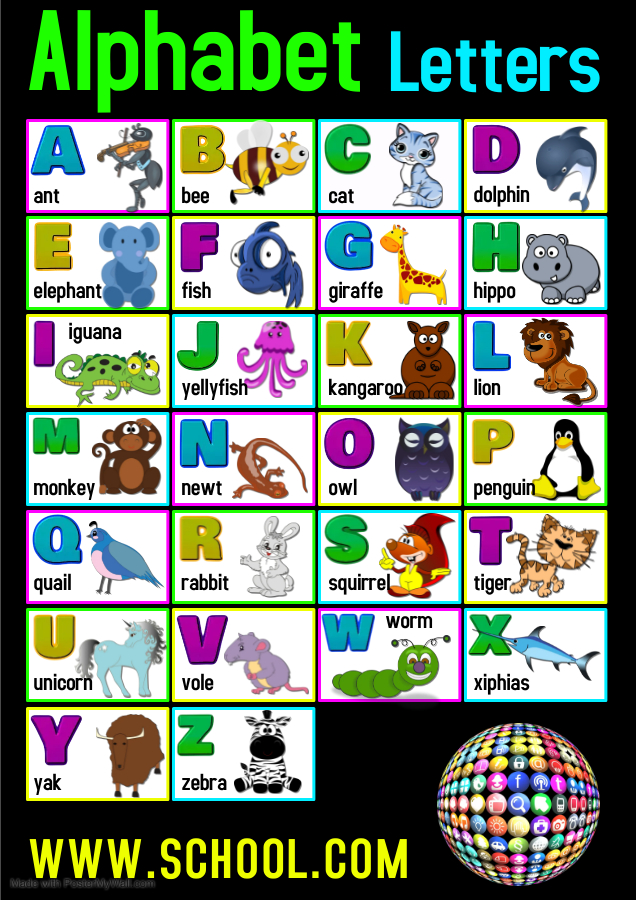 Alphabet Letters
A
ant
B
bee
C
cat
D
dolphin
E
elephant
F
fish
G
giraffe
H
hippo
I
iguana
J
yellyfish
K
kangaroo
L
lion
M
monkey
N
newt
O
owl
P
penguin
Q
quail
R
rabbit
S
squirrel
T
tiger
U
unicorn
V
vole
W
worm
X
xiphias
Y
yak
Z
zebra
WWW.SCHOOL.COM
Made with PosterMyWall.com